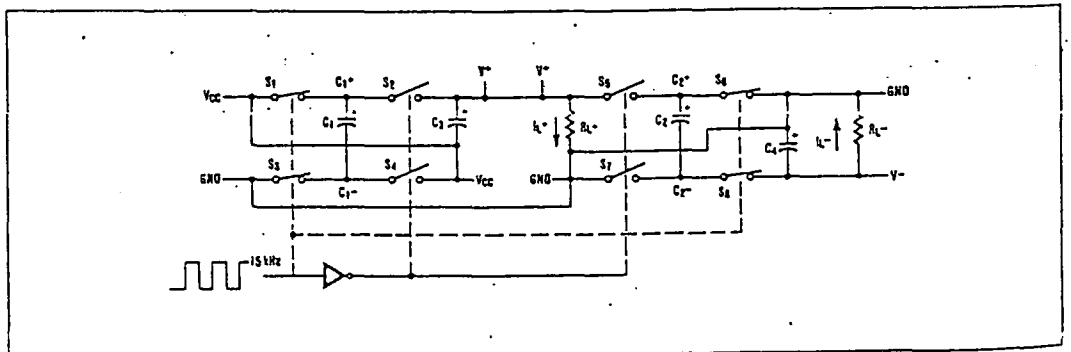 S1 C1+ S2 V+ V+ S5 C2+ S6
VCC GND
C1 C3 IL+ RL+ C2 C4 IL- RL-
S3 S4 S7
GND VCC GND V-
C1- C2- S8
15kHz